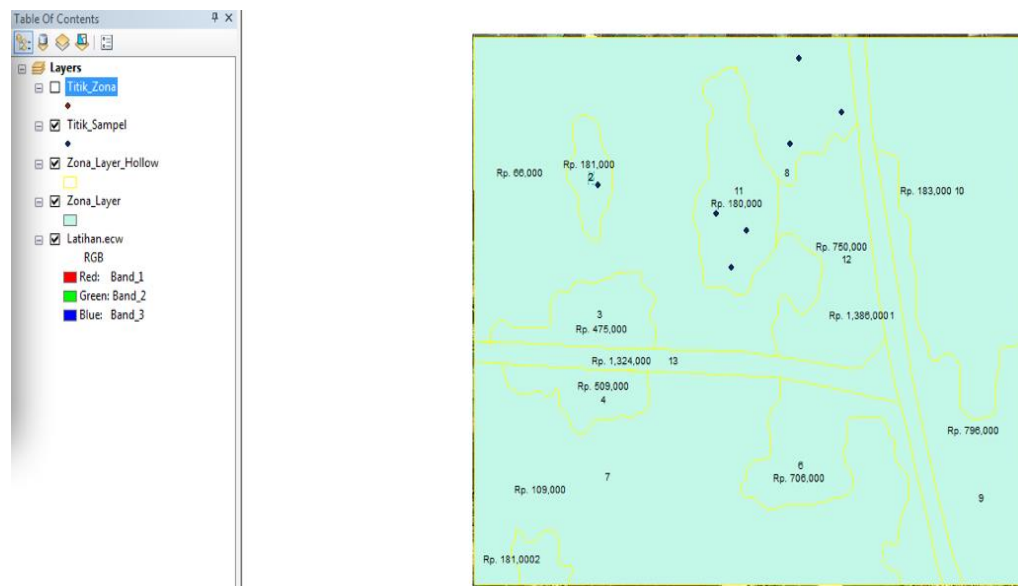 Table Of Contents
Layers
Titik_Zona
Titik_Sampel
Zona_Layer_Hollow
Zona_Layer
Latihan.ecw
RGB
Red: Band_1
Green: Band_2
Blue: Band_3
Rp. 66,000
Rp. 181,000
2
11
Rp. 180,000
8
Rp. 183,000 10
Rp. 750,000
12
3
Rp. 475,000
Rp. 1,386,0001
Rp. 1,324,000 13
Rp. 509,000
4
Rp. 796,000
6
Rp. 706,000
7
Rp. 109,000
9
Rp. 181,0002